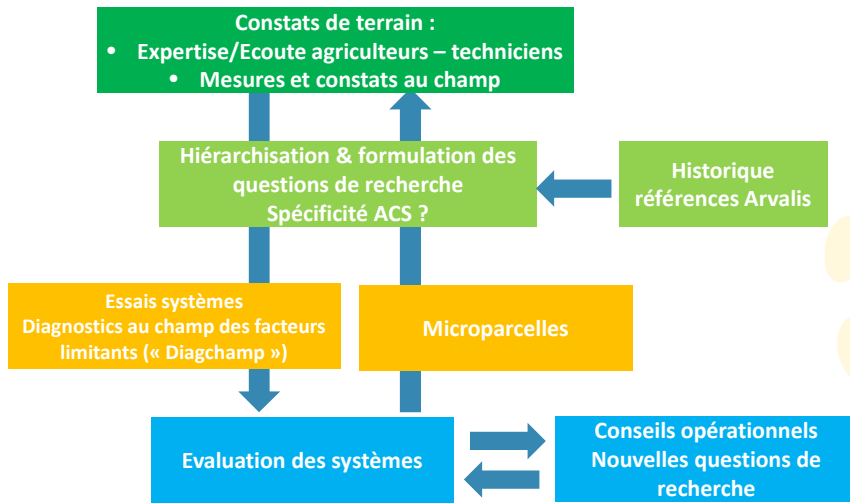 Constats de terrain :
• Expertise/Ecoute agriculteurs – techniciens
• Mesures et constats au champ
Hiérarchisation & formulation des
questions de recherche
Spécificité ACS ?
Historique
références Arvalis
Essais systèmes
Diagnostics au champ des facteurs
limitants (« Diagchamp »)
Microparcelles
Evaluation des systèmes
Conseils opérationnels
Nouvelles questions de
recherche